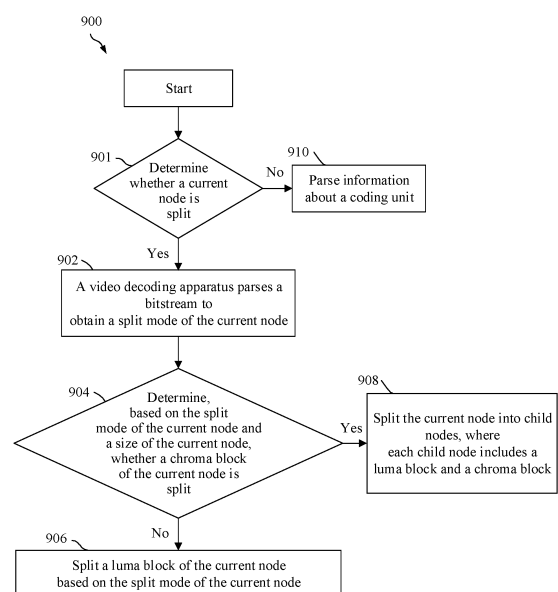 900
Start
901
Determine
whether a current
node is
split
No
910
Parse information
about a coding unit
Yes
902
A video decoding apparatus parses a
bitstream to
obtain a split mode of the current node
904
Determine,
based on the split
mode of the current node and
a size of the current node,
whether a chroma block
of the current node is
split
Yes
908
Split the current node into child
nodes, where
each child node includes a
luma block and a chroma block
No
906
Split a luma block of the current node
based on the split mode of the current node